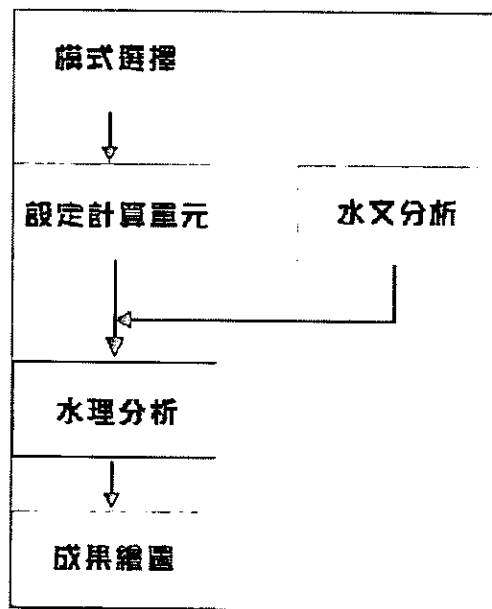 模式選擇
設定計算單元
水文分析
水理分析
成果繪圖